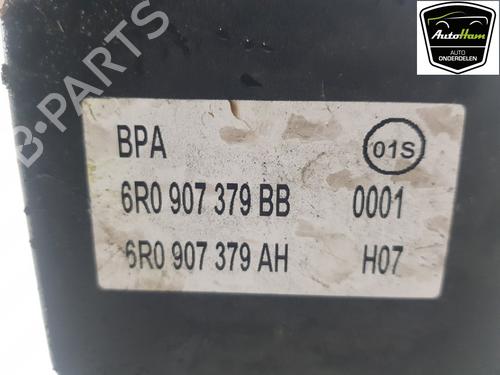 AutoHam
AUTO
ONDERDELEN
B-PARTS
BPA 01S
6R0 907 379 BB 0001
6R0 907 379 AH H07